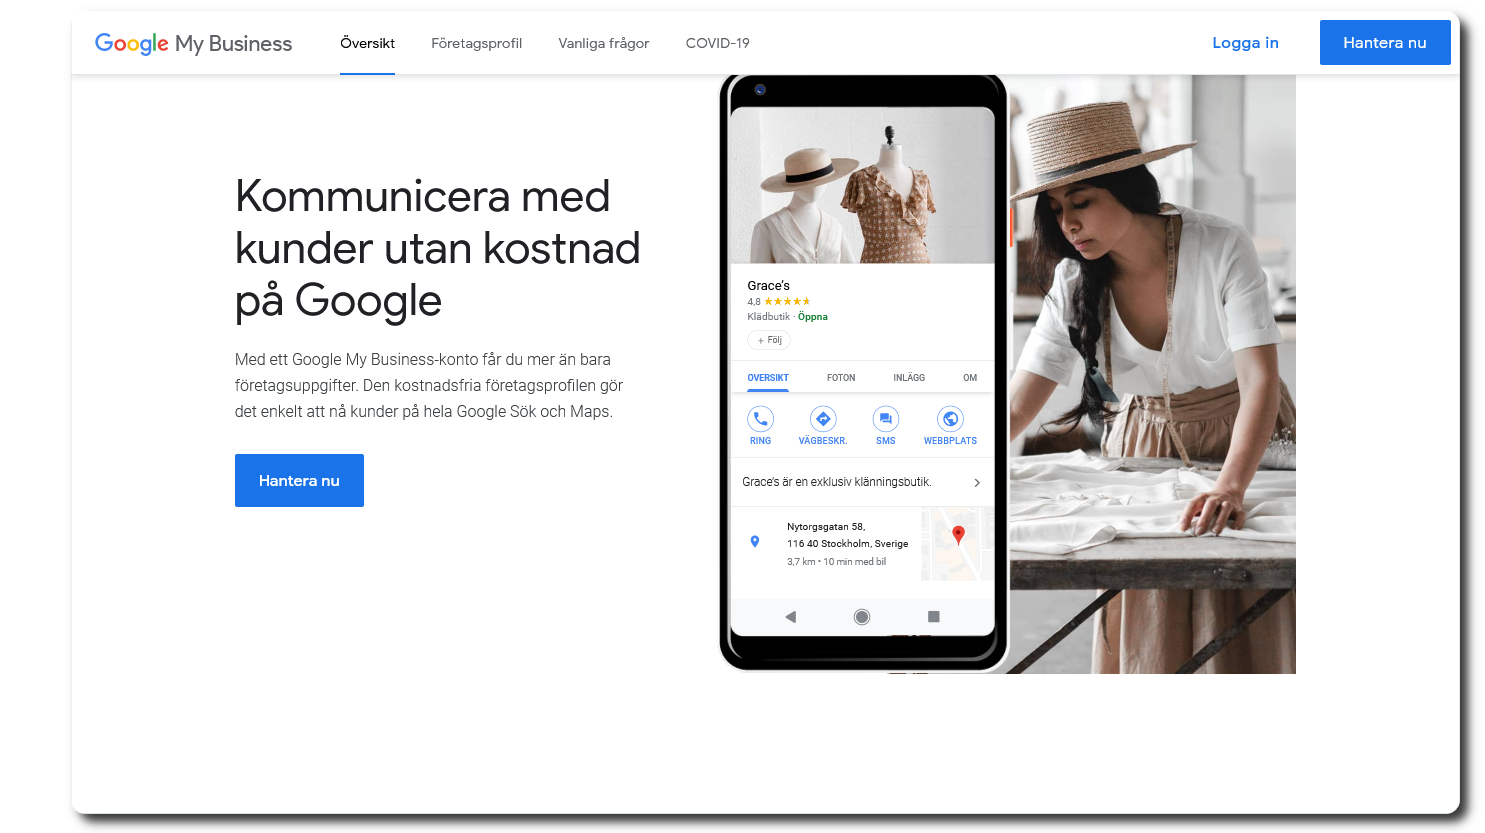 Google My Business Översikt Företagsprofil Vanliga frågor COVID-19 Logga in Hantera nu
Kommunicera med
kunder utan kostnad
på Google
Med ett Google My Business-konto får du mer än bara
företagsuppgifter. Den kostnadsfria företagsprofilen gör
det enkelt att nå kunder på hela Google Sök och Maps.
Hantera nu
Grace's
4,8
Klädbutik · Öppna
+ Följ
OVERSIKT FOTON INLÄGG OM
RING VÄGBESKR. SMS WEBBPLATS
Grace's är en exklusiv klänningsbutik.
Nytorgsgatan 58,
116 40 Stockholm, Sverige
3,7 km • 10 min med bil